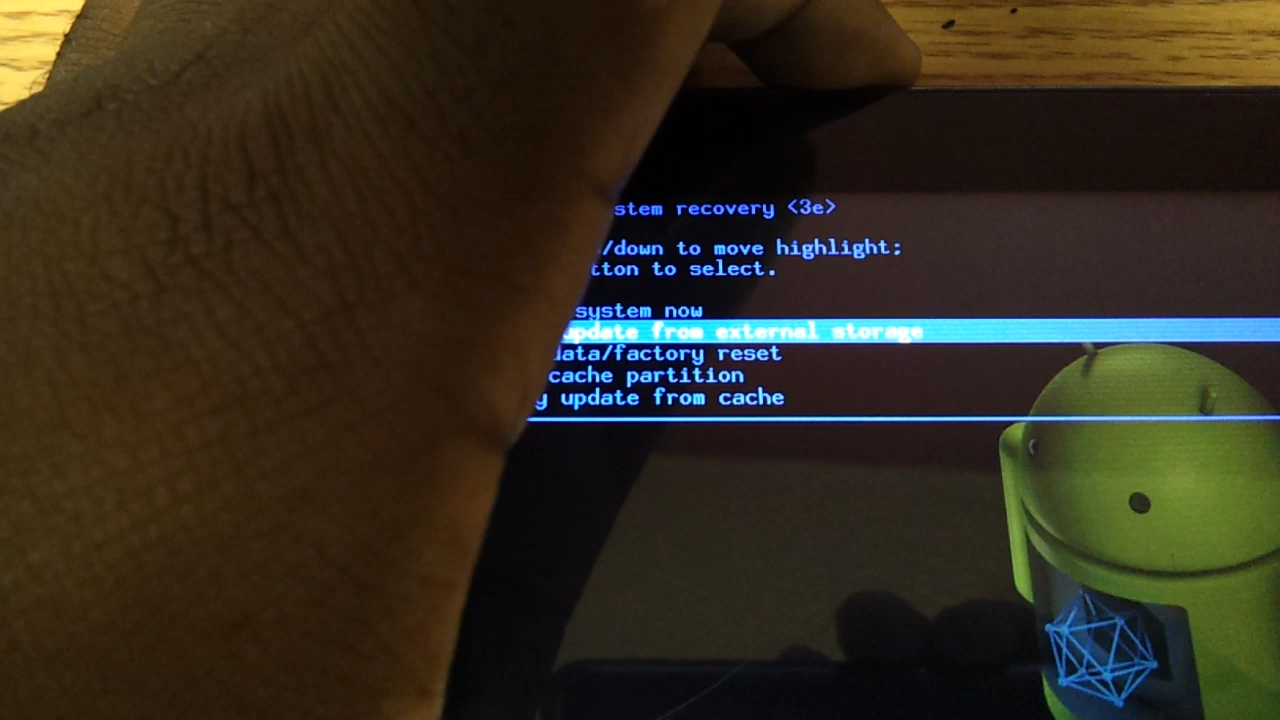 stem recovery <3e>
/down to move highlight;
tton to select.
system now
update from external storage
data/factory reset
cache partition
y update from cache